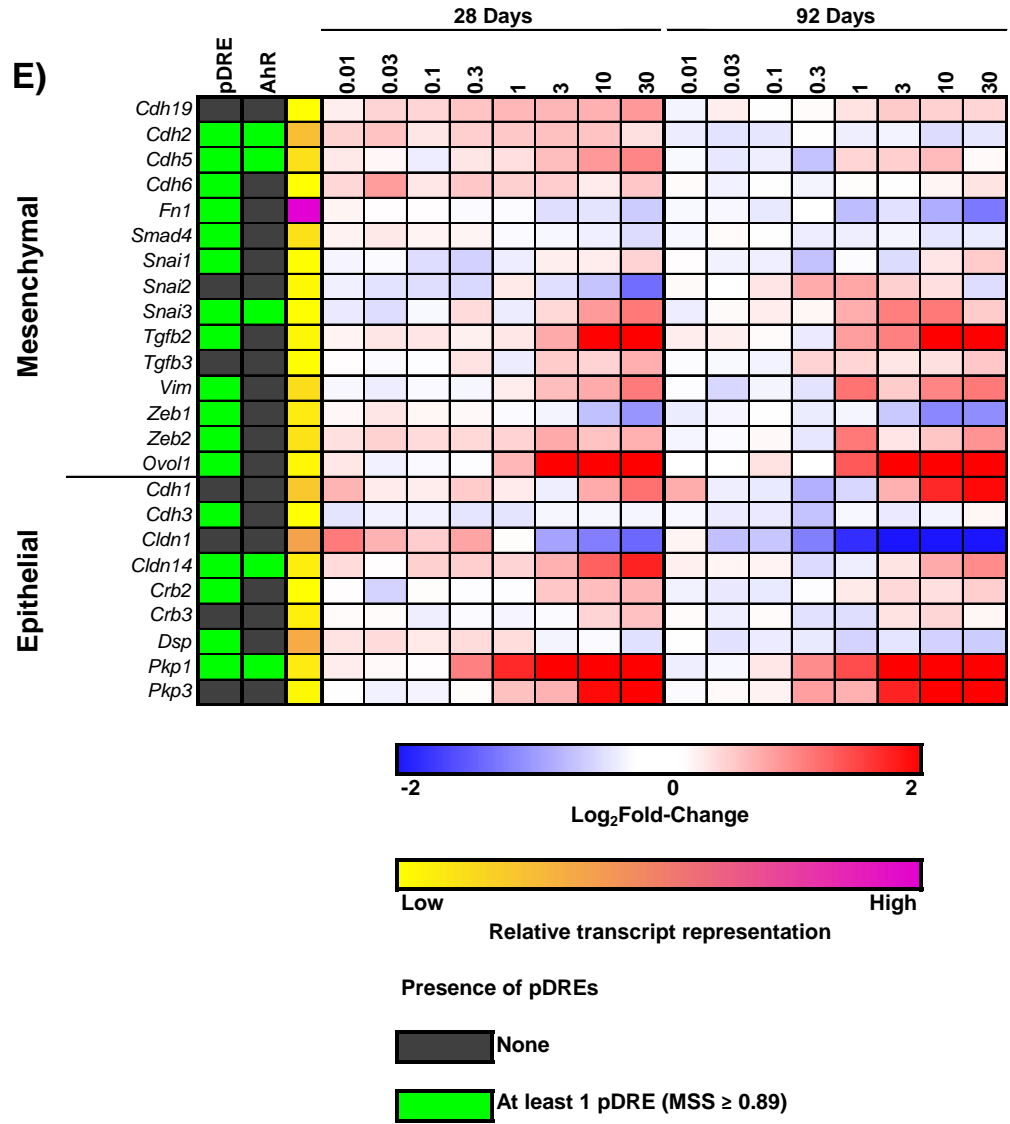 E)
28 Days
92 Days
pDRE
AhR
0.01
0.03
0.1
0.3
1
3
10
30
0.01
0.03
0.1
0.3
1
3
10
30
Mesenchymal
Cdh19
Cdh2
Cdh5
Cdh6
Fn1
Smad4
Snai1
Snai2
Snai3
Tgfb2
Tgfb3
Vim
Zeb1
Zeb2
Ovol1
Epithelial
Cdh1
Cdh3
Cldn1
Cldn14
Crb2
Crb3
Dsp
Pkp1
Pkp3
-2 0 2
Log₂Fold-Change
Low High
Relative transcript representation
Presence of pDREs
None
At least 1 pDRE (MSS ≥ 0.89)